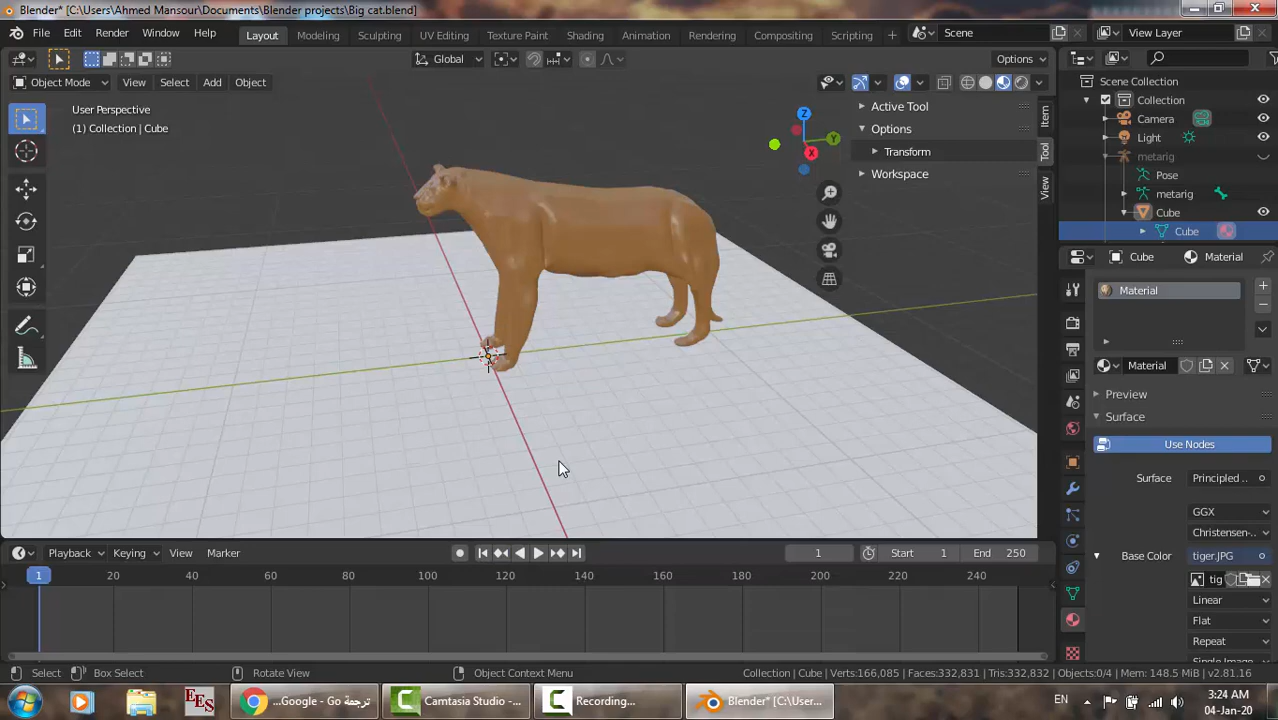 Blender* [C:\Users\Ahmed Mansour\Documents\Blender projects\Big cat.blend]
File Edit Render Window Help Layout Modeling Sculpting UV Editing Texture Paint Shading Animation Rendering Compositing Scripting Scene View Layer
Global Options
Object Mode View Select Add Object
Scene Collection
User Perspective
(1) Collection | Cube
Active Tool
Options
Transform
Workspace
Item
Tool
View
Z
Y
X
Collection
Camera
Light
metarig
Pose
metarig
Cube
Cube
Cube Material
Material
Material
Preview
Surface
Use Nodes
Surface Principled ..
GGX
Christensen-..
Base Color tiger.JPG
tig
Linear
Flat
Repeat
Single Image
Playback Keying View Marker 1 Start 1 End 250
1 20 40 60 80 100 120 140 160 180 200 220 240
Select Box Select Rotate View Object Context Menu Collection | Cube | Verts:166,085 | Faces:332,831 | Tris:332,831 | Objects:0/4 | Mem: 148.5 MiB | v2.81.16
EES ...Google - Go ترجمة Camtasia Studio - ... Recording... Blender* [C:\User... EN 3:24 AM
04-Jan-20